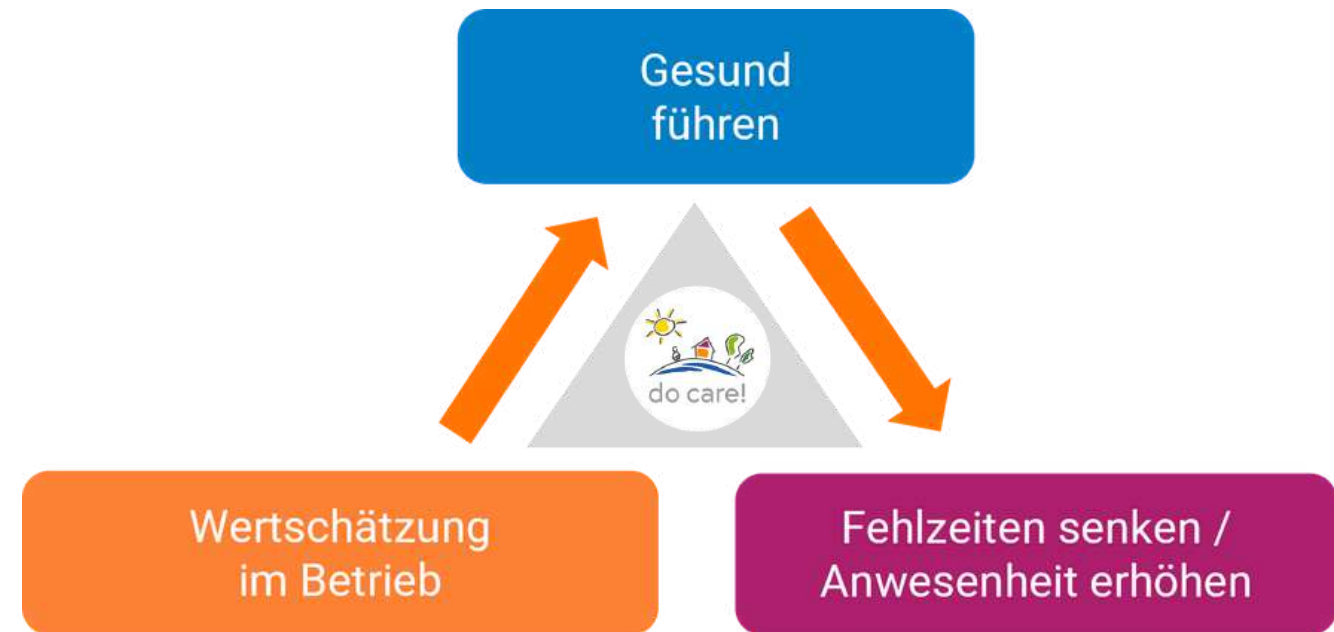 Gesund
führen
do care!
Wertschätzung
im Betrieb
Fehlzeiten senken /
Anwesenheit erhöhen